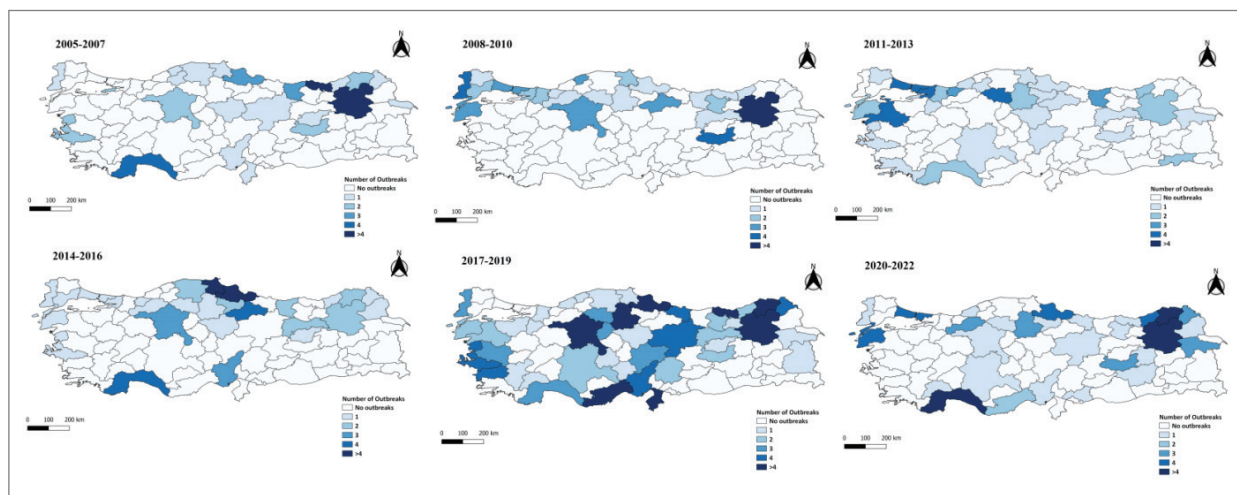 2005-2007
N
Number of Outbreaks
No outbreaks
1
2
3
4
>4
0 100 200 km
2008-2010
N
Number of Outbreaks
No outbreaks
1
2
3
4
>4
0 100 200 km
2011-2013
N
Number of Outbreaks
No outbreaks
1
2
3
4
>4
0 100 200 km
2014-2016
N
Number of Outbreaks
No outbreaks
1
2
3
4
>4
0 100 200 km
2017-2019
N
Number of Outbreaks
No outbreaks
1
2
3
4
>4
0 100 200 km
2020-2022
N
Number of Outbreaks
No outbreaks
1
2
3
4
>4
0 100 200 km